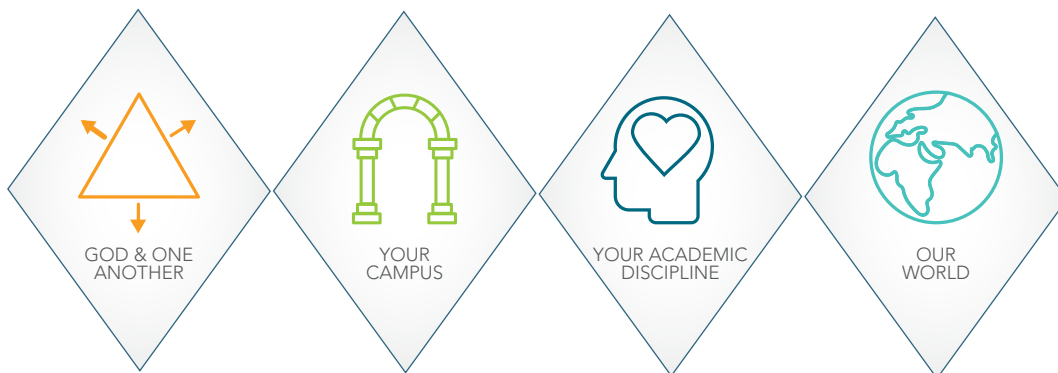 GOD & ONE
ANOTHER
YOUR
CAMPUS
YOUR ACADEMIC
DISCIPLINE
OUR
WORLD